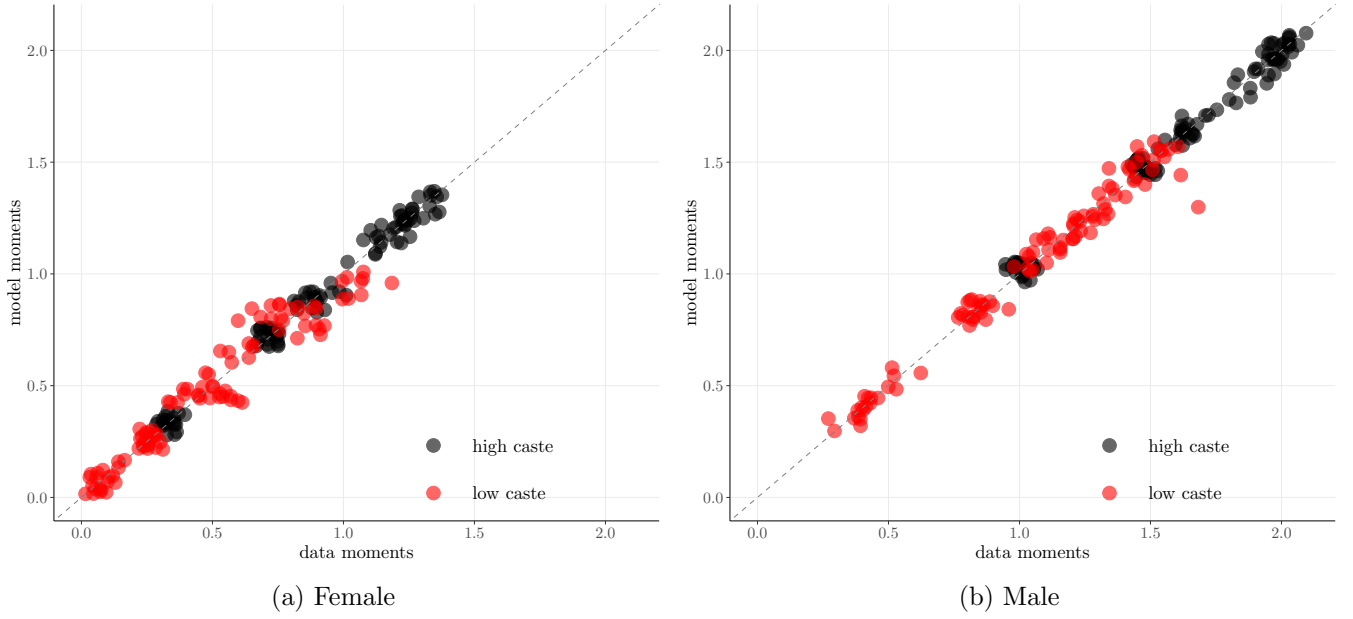 model moments
2.0
1.5
1.0
0.5
0.0
high caste
low caste
0.0 0.5 1.0 1.5 2.0
data moments
(a) Female
model moments
2.0
1.5
1.0
0.5
0.0
high caste
low caste
0.0 0.5 1.0 1.5 2.0
data moments
(b) Male